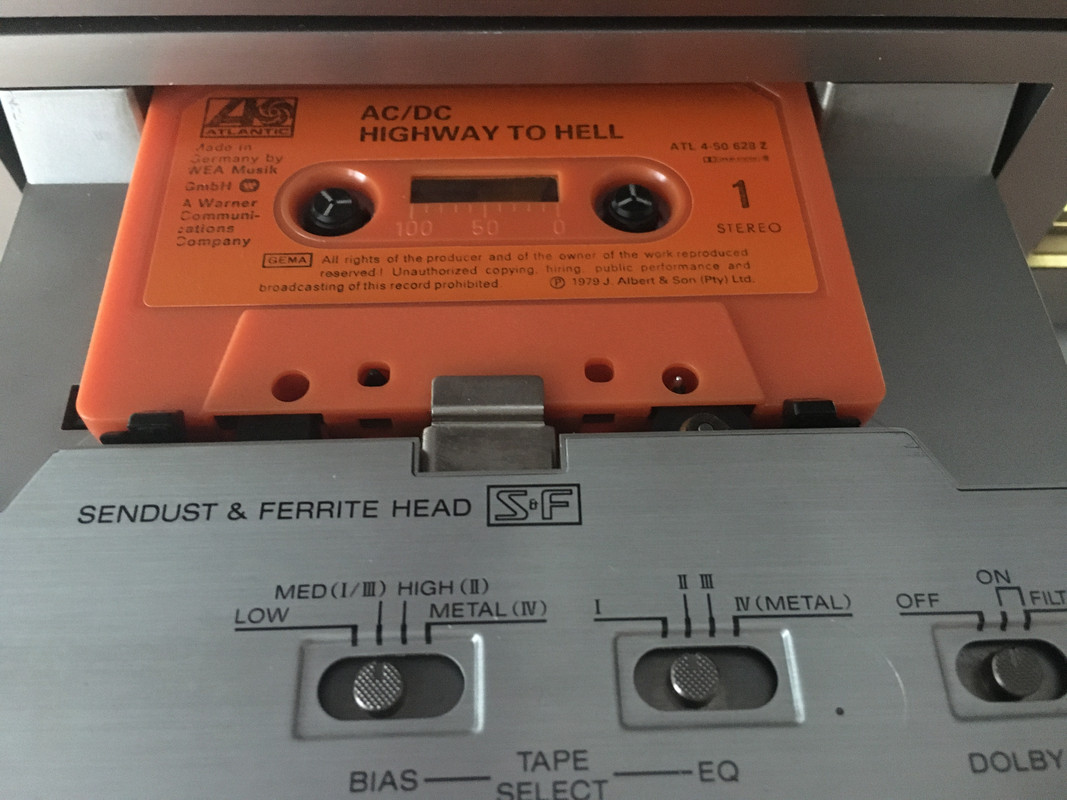 ATLANTIC
AC/DC
HIGHWAY TO HELL
Made in
Germany by
WEA Musik
GmbH
A Warner
Communi-
cations
Company
ATL 4-50 628 Z
1
STEREO
100 50 0
GEMA All rights of the producer and of the owner of the work reproduced
reserved! Unauthorized copying, hiring, public performance and
broadcasting of this record prohibited. ℗ 1979 J. Albert & Son (Pty) Ltd.
SENDUST & FERRITE HEAD S&F
LOW MED(I/III) HIGH(II) METAL(IV)
I II III IV(METAL)
OFF ON FILT
BIAS TAPE SELECT EQ
DOLBY